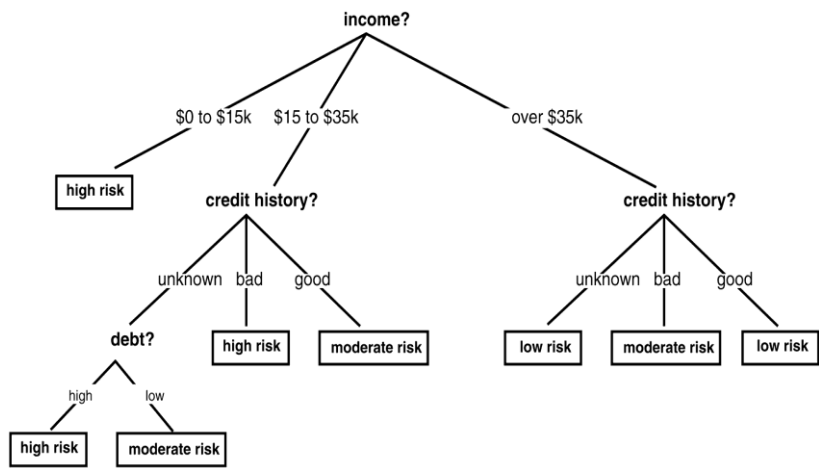 income?
$0 to $15k
$15 to $35k
over $35k
high risk
credit history?
credit history?
unknown
bad
good
unknown
bad
good
debt?
high risk
moderate risk
low risk
moderate risk
low risk
high
low
high risk
moderate risk